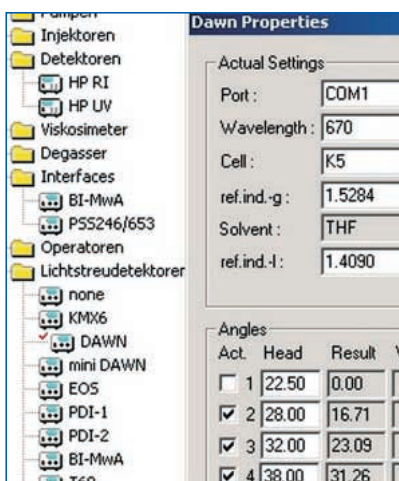 Pumpen
Injektoren
Detektoren
HP RI
HP UV
Viskosimeter
Degasser
Interfaces
BI-MwA
PSS246/653
Operatoren
Lichtstreudetektorer
none
KMX6
DAWN
mini DAWN
EOS
PDI-1
PDI-2
BI-MwA
Dawn Properties
Actual Settings
Port : COM1
Wavelength : 670
Cell : K5
ref.ind.-g : 1.5284
Solvent : THF
ref.ind.-l : 1.4090
Angles
Act. Head Result
1 22.50 0.00
2 28.00 16.71
3 32.00 23.09
4 38.00 31.26